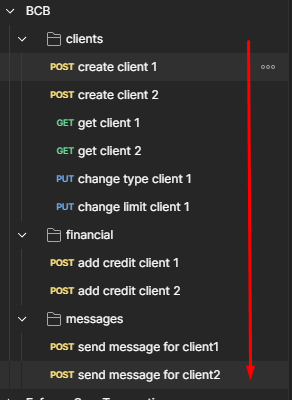 BCB
clients
POST create client 1
POST create client 2
GET get client 1
GET get client 2
PUT change type client 1
PUT change limit client 1
financial
POST add credit client 1
POST add credit client 2
messages
POST send message for client1
POST send message for client2